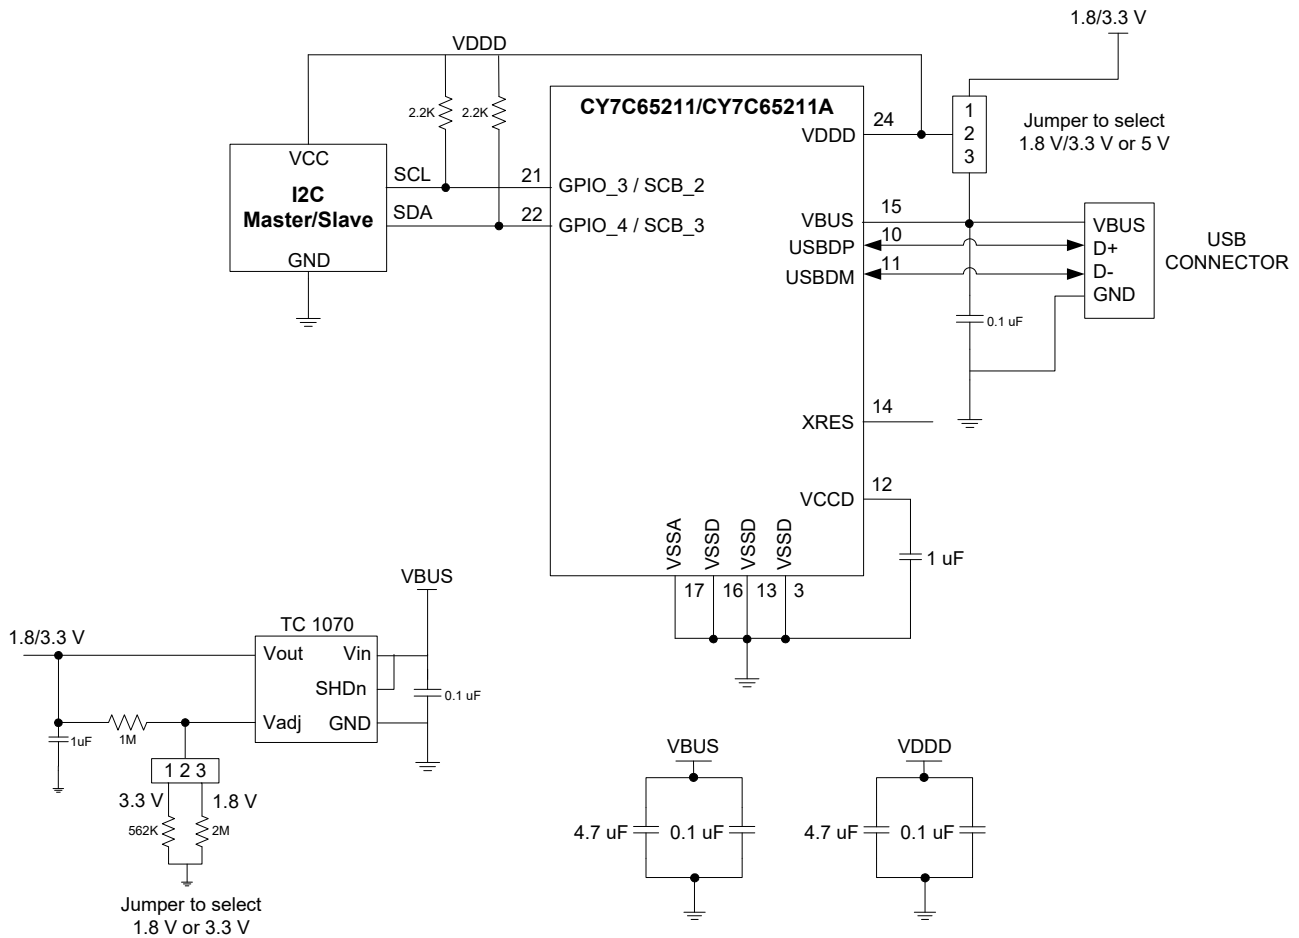 1.8/3.3 V
VDDD
2.2K
2.2K
CY7C65211/CY7C65211A
VDDD
24
1
2
3
Jumper to select
1.8 V/3.3 V or 5 V
VCC
I2C
Master/Slave
GND
SCL
SDA
21
22
GPIO_3 / SCB_2
GPIO_4 / SCB_3
VBUS
15
USBDP
10
USBDM
11
VBUS
D+
D-
GND
USB
CONNECTOR
0.1 uF
XRES
14
VCCD
12
1 uF
VSSA
VSSD
VSSD
VSSD
17
16
13
3
VBUS
1.8/3.3 V
TC 1070
Vout
Vin
SHDn
Vadj
GND
0.1 uF
1uF
1M
1 2 3
3.3 V
1.8 V
562K
2M
Jumper to select
1.8 V or 3.3 V
VBUS
4.7 uF
0.1 uF
VDDD
4.7 uF
0.1 uF